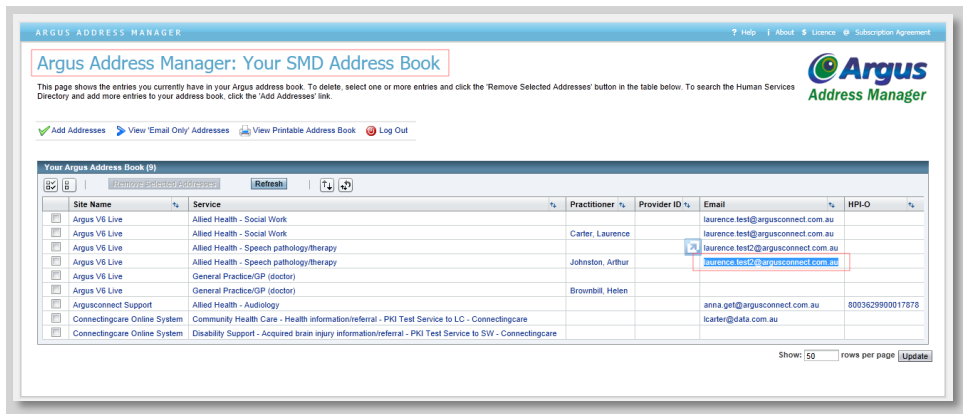 ARGUS ADDRESS MANAGER ? Help i About $ Licence @ Subscription Agreement
Argus Address Manager: Your SMD Address Book
Argus
Address Manager
This page shows the entries you currently have in your Argus address book. To delete, select one or more entries and click the 'Remove Selected Addresses' button in the table below. To search the Human Services
Directory and add more entries to your address book, click the 'Add Addresses' link.
Add Addresses View 'Email Only' Addresses View Printable Address Book Log Out
Your Argus Address Book (9)
Remove Selected Addresses Refresh
Site Name Service Practitioner Provider ID Email HPI-O
Argus V6 Live Allied Health - Social Work laurence.test@argusconnect.com.au
Argus V6 Live Allied Health - Social Work Carter, Laurence laurence.test@argusconnect.com.au
Argus V6 Live Allied Health - Speech pathology/therapy laurence.test2@argusconnect.com.au
Argus V6 Live Allied Health - Speech pathology/therapy Johnston, Arthur laurence.test2@argusconnect.com.au
Argus V6 Live General Practice/GP (doctor)
Argus V6 Live General Practice/GP (doctor) Brownbill, Helen
Argusconnect Support Allied Health - Audiology anna.get@argusconnect.com.au 8003629900017878
Connectingcare Online System Community Health Care - Health information/referral - PKI Test Service to LC - Connectingcare lcarter@data.com.au
Connectingcare Online System Disability Support - Acquired brain injury information/referral - PKI Test Service to SW - Connectingcare
Show: 50 rows per page Update